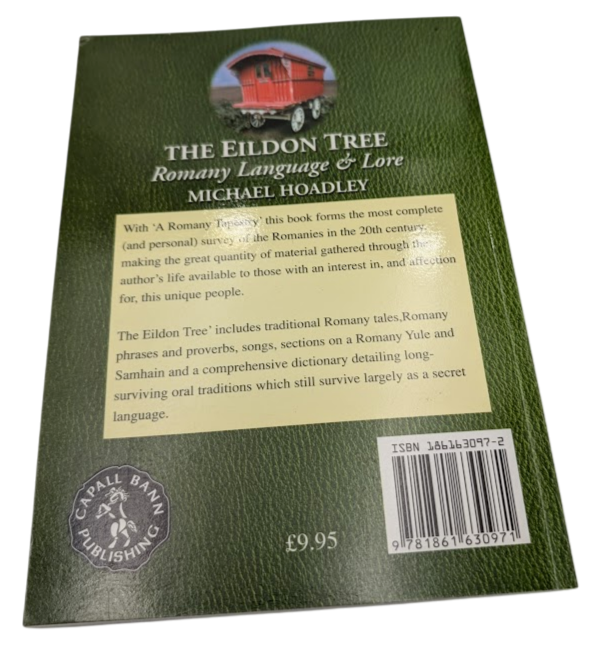 THE EILDON TREE
Romany Language & Lore
MICHAEL HOADLEY
With 'A Romany Tapestry' this book forms the most complete
(and personal) survey of the Romanies in the 20th century,
making the great quantity of material gathered through the
author's life available to those with an interest in, and affection
for, this unique people.
The Eildon Tree' includes traditional Romany tales,Romany
phrases and proverbs, songs, sections on a Romany Yule and
Samhain and a comprehensive dictionary detailing long-
surviving oral traditions which still survive largely as a secret
language.
ISBN 186163097-2
CAPALL BANN
PUBLISHING
£9.95
9 781861 630971